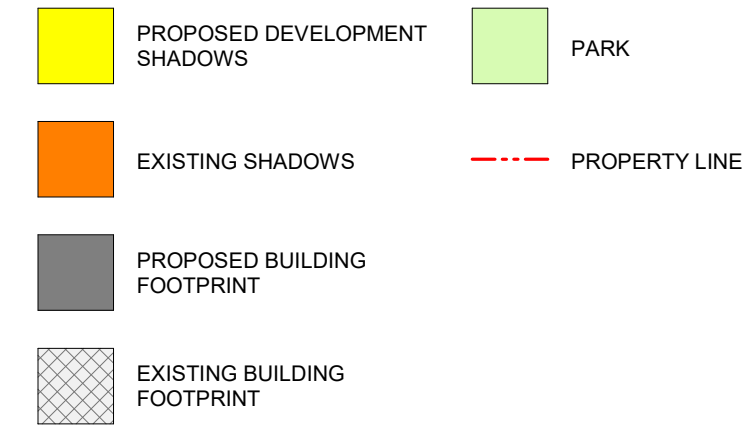 PROPOSED DEVELOPMENT
SHADOWS
EXISTING SHADOWS
PROPOSED BUILDING
FOOTPRINT
EXISTING BUILDING
FOOTPRINT
PARK
PROPERTY LINE